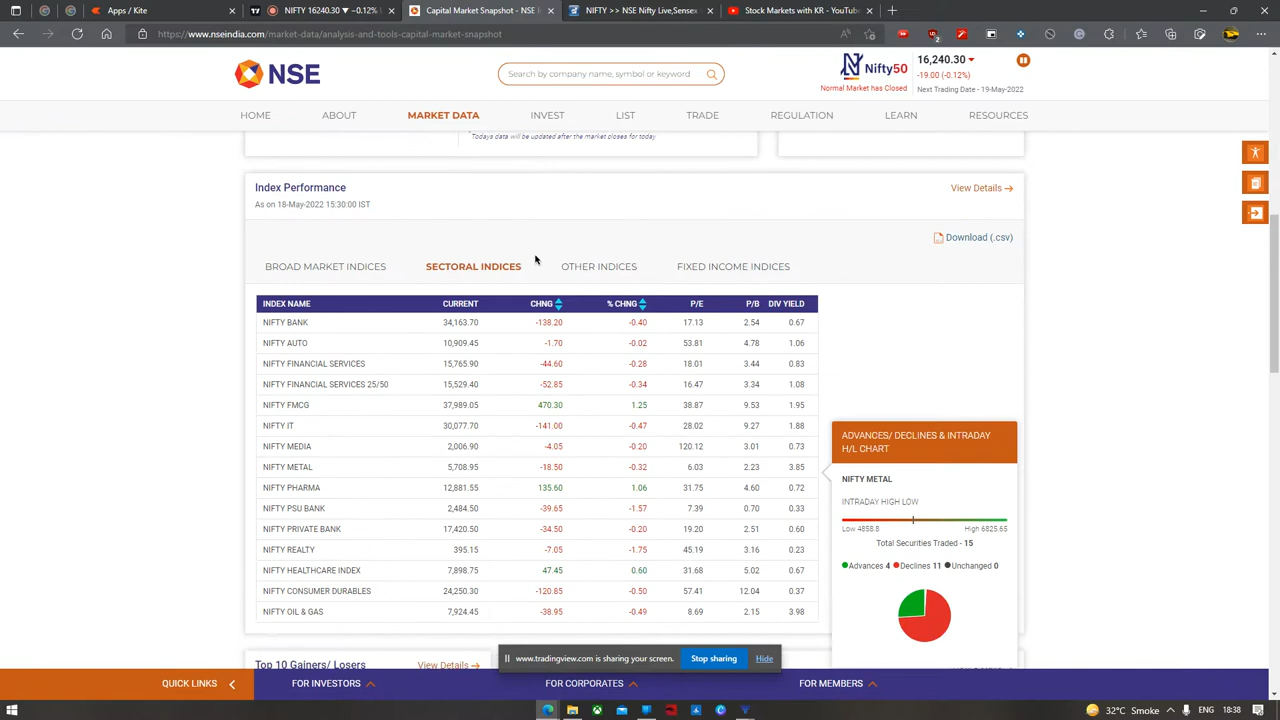 Apps / Kite
NIFTY 16240.30 ▼ −0.12%
Capital Market Snapshot - NSE In
NIFTY >> NSE Nifty Live,Sensex
Stock Markets with KR - YouTube
https://www.nseindia.com/market-data/analysis-and-tools-capital-market-snapshot
NSE
Search by company name, symbol or keyword
Nifty50
Normal Market has Closed
16,240.30
-19.00 (-0.12%)
Next Trading Date - 19-May-2022
HOME ABOUT MARKET DATA INVEST LIST TRADE REGULATION LEARN RESOURCES
Todays data will be updated after the market closes for today
Index Performance View Details
As on 18-May-2022 15:30:00 IST
Download (.csv)
BROAD MARKET INDICES SECTORAL INDICES OTHER INDICES FIXED INCOME INDICES
INDEX NAME CURRENT CHNG % CHNG P/E P/B DIV YIELD
NIFTY BANK 34,163.70 -138.20 -0.40 17.13 2.54 0.67
NIFTY AUTO 10,909.45 -1.70 -0.02 53.81 4.78 1.06
NIFTY FINANCIAL SERVICES 15,765.90 -44.60 -0.28 18.01 3.44 0.83
NIFTY FINANCIAL SERVICES 25/50 15,529.40 -52.85 -0.34 16.47 3.34 1.08
NIFTY FMCG 37,989.05 470.30 1.25 38.87 9.53 1.95
NIFTY IT 30,077.70 -141.00 -0.47 28.02 9.27 1.88
NIFTY MEDIA 2,006.90 -4.05 -0.20 120.12 3.01 0.73
NIFTY METAL 5,708.95 -18.50 -0.32 6.03 2.23 3.85
NIFTY PHARMA 12,881.55 135.60 1.06 31.75 4.60 0.72
NIFTY PSU BANK 2,484.50 -39.65 -1.57 7.39 0.70 0.33
NIFTY PRIVATE BANK 17,420.50 -34.50 -0.20 19.20 2.51 0.60
NIFTY REALTY 395.15 -7.05 -1.75 45.19 3.16 0.23
NIFTY HEALTHCARE INDEX 7,898.75 47.45 0.60 31.68 5.02 0.67
NIFTY CONSUMER DURABLES 24,250.30 -120.85 -0.50 57.41 12.04 0.37
NIFTY OIL & GAS 7,924.45 -38.95 -0.49 8.69 2.15 3.98
ADVANCES/ DECLINES & INTRADAY
H/L CHART
NIFTY METAL
INTRADAY HIGH LOW
Low 4858.8 High 6825.65
Total Securities Traded - 15
Advances 4 Declines 11 Unchanged 0
Top 10 Gainers/ Losers View Details
www.tradingview.com is sharing your screen. Stop sharing Hide
QUICK LINKS FOR INVESTORS FOR CORPORATES FOR MEMBERS
32°C Smoke ENG 18:38